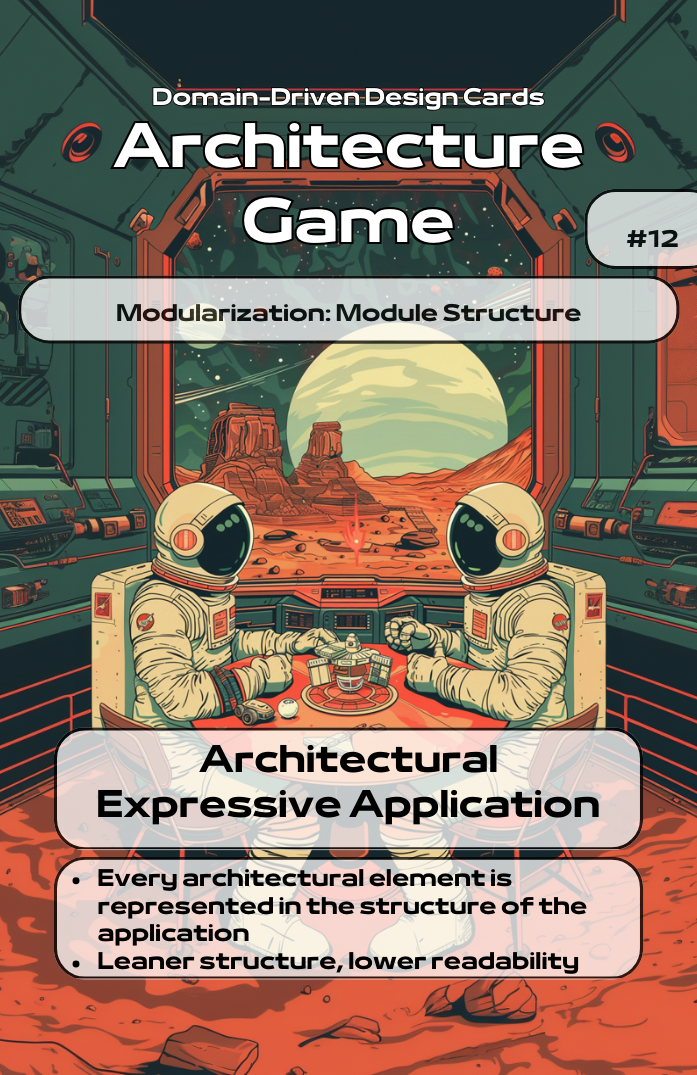 Domain-Driven Design Cards
Architecture
Game
#12
Modularization: Module Structure
Architectural
Expressive Application
• Every architectural element is
represented in the structure of the
application
• Leaner structure, lower readability